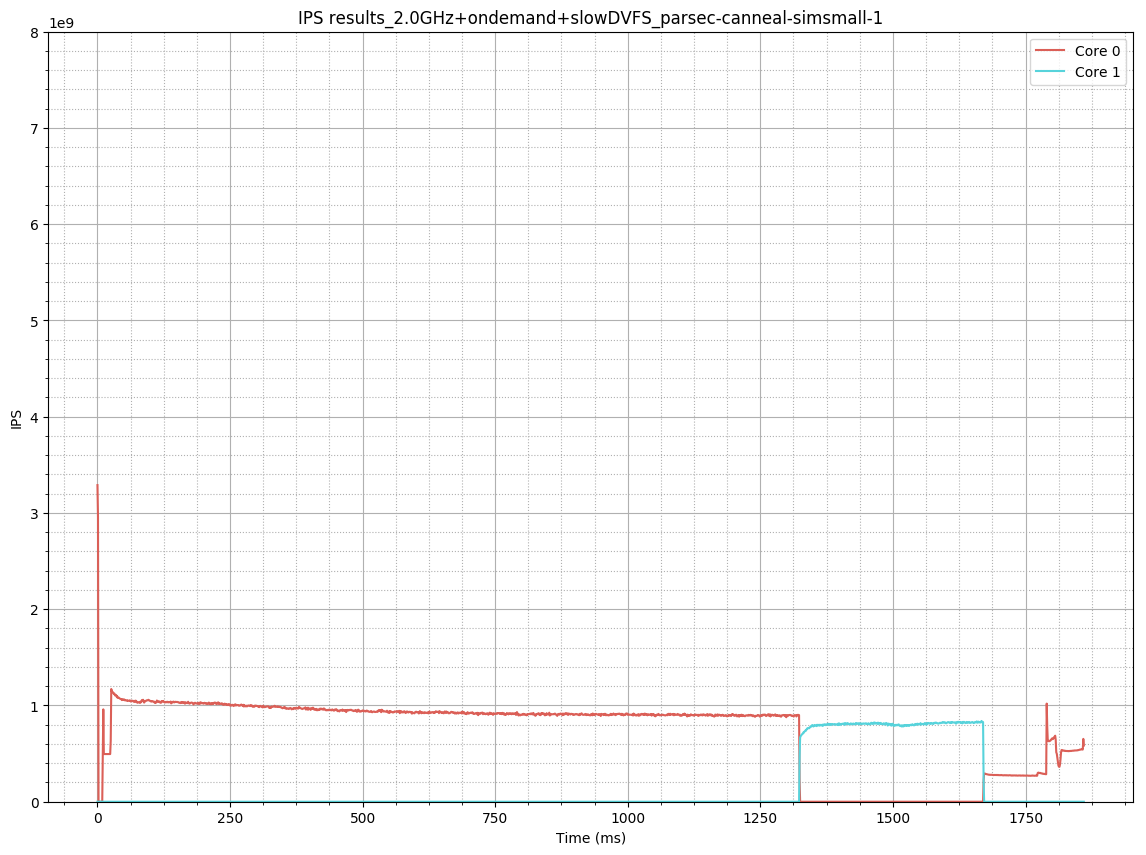 IPS results_2.0GHz+ondemand+slowDVFS_parsec-canneal-simsmall-1
1e9
8
7
6
5
4
3
2
1
0
IPS
Core 0
Core 1
0 250 500 750 1000 1250 1500 1750
Time (ms)